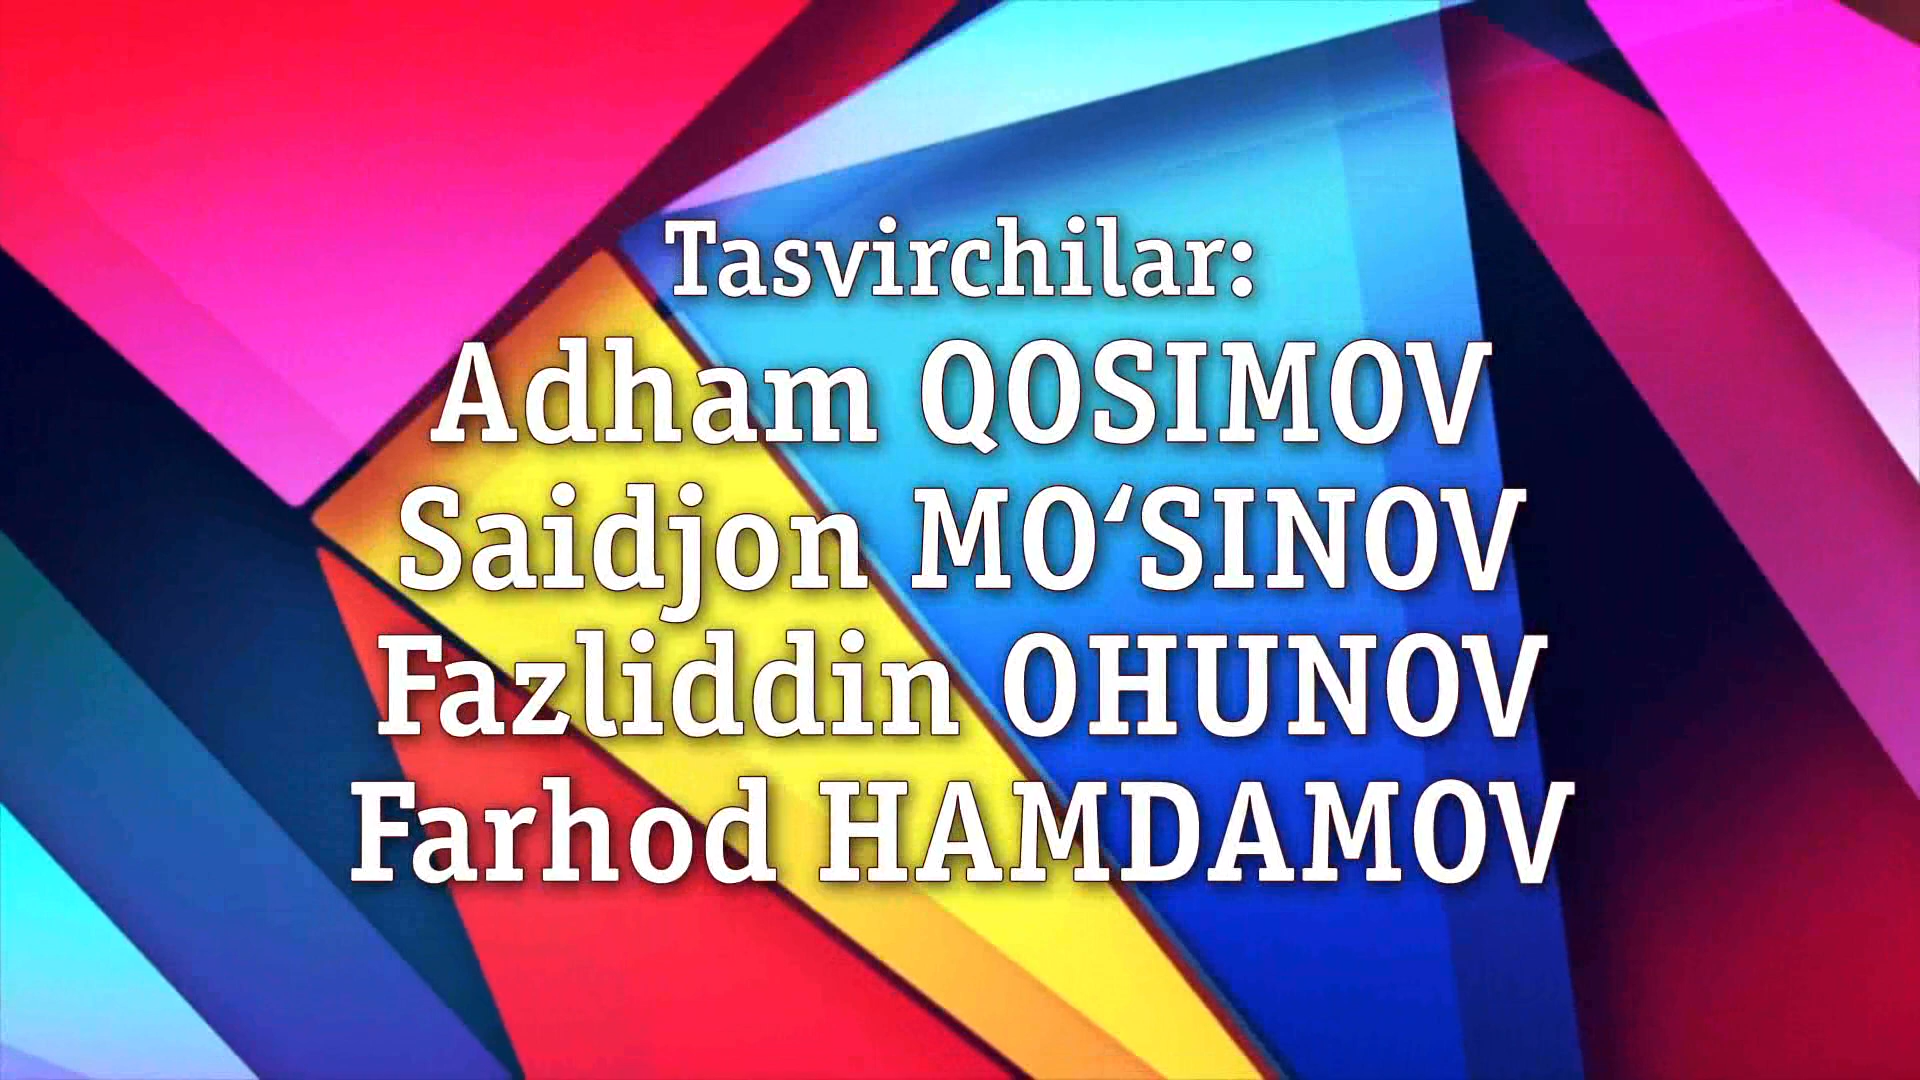 Tasvirchilar:
Adham QOSIMOV
Saidjon MO‘SINOV
Fazliddin OHUNOV
Farhod HAMDAMOV